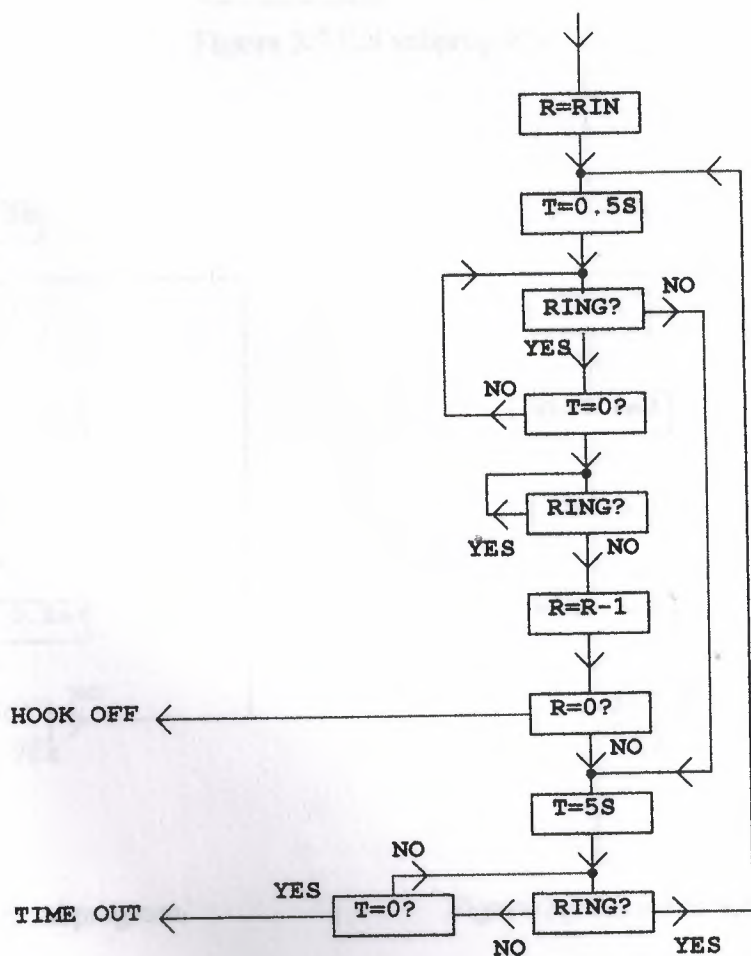 R=RIN
T=0.5S
RING?
NO
YES
NO
T=0?
RING?
YES
NO
R=R-1
R=0?
HOOK OFF
NO
T=5S
NO
YES
T=0?
RING?
TIME OUT
NO
YES